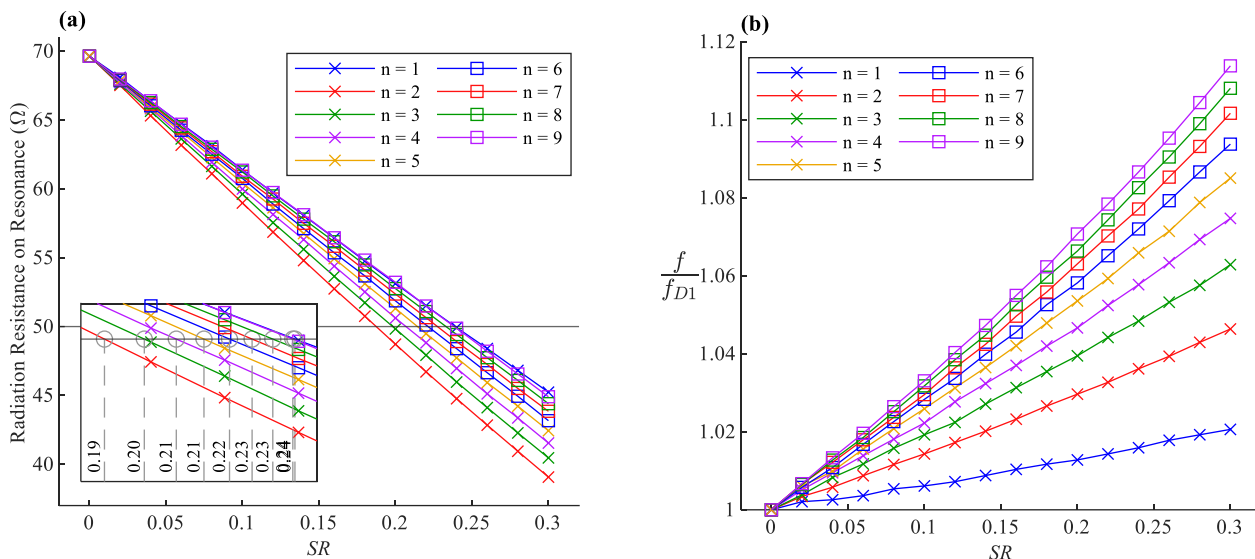 (a)
Radiation Resistance on Resonance (Ω)
70
65
60
55
50
45
40
n = 1 n = 6
n = 2 n = 7
n = 3 n = 8
n = 4 n = 9
n = 5
0.19 0.20 0.21 0.21 0.22 0.23 0.23 0.24 0.24
0 0.05 0.1 0.15 0.2 0.25 0.3
SR
(b)
f
f_{D1}
1.12
1.1
1.08
1.06
1.04
1.02
1
n = 1 n = 6
n = 2 n = 7
n = 3 n = 8
n = 4 n = 9
n = 5
0 0.05 0.1 0.15 0.2 0.25 0.3
SR